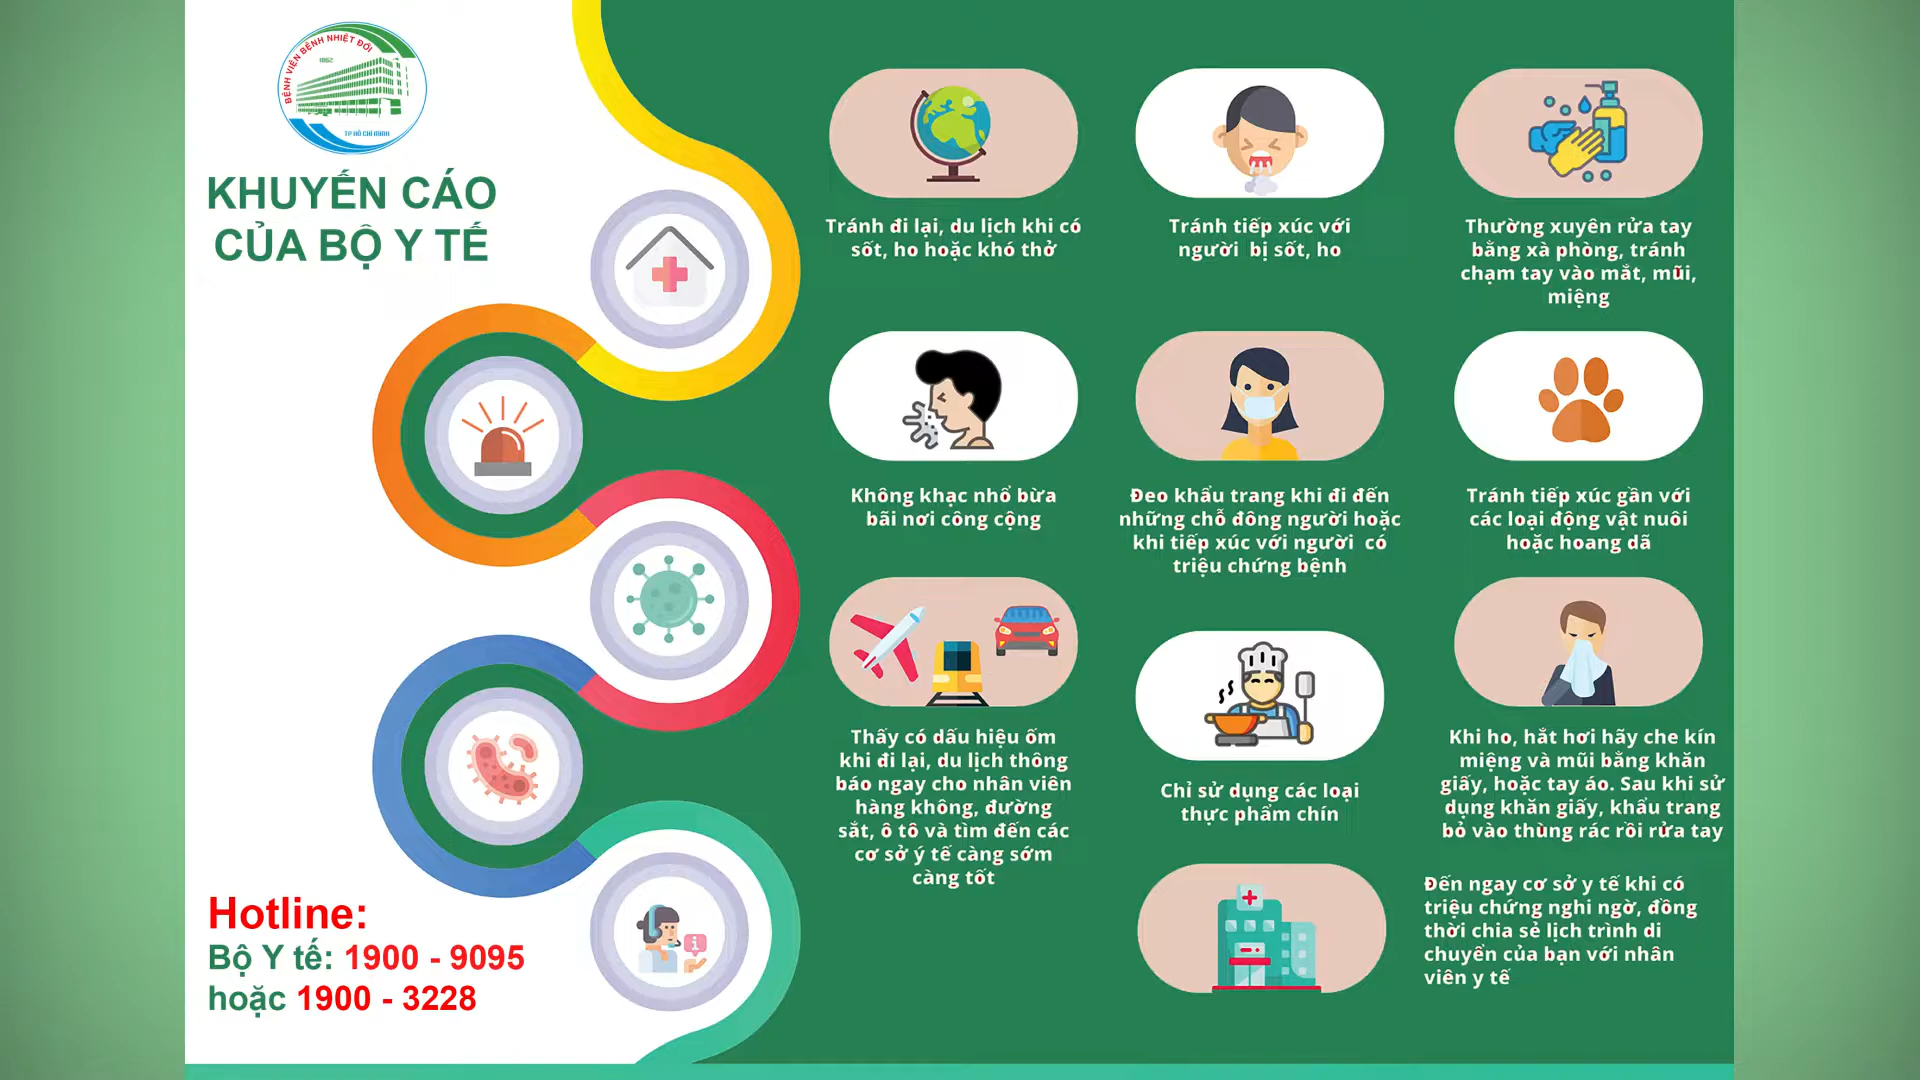 BỆNH VIỆN BỆNH NHIỆT ĐỚI
1862
TP HỒ CHÍ MINH
KHUYẾN CÁO
CỦA BỘ Y TẾ
Tránh đi lại, du lịch khi có
sốt, ho hoặc khó thở
Tránh tiếp xúc với
người bị sốt, ho
Thường xuyên rửa tay
bằng xà phòng, tránh
chạm tay vào mắt, mũi,
miệng
Không khạc nhổ bừa
bãi nơi công cộng
Đeo khẩu trang khi đi đến
những chỗ đông người hoặc
khi tiếp xúc với người có
triệu chứng bệnh
Tránh tiếp xúc gần với
các loại động vật nuôi
hoặc hoang dã
Thấy có dấu hiệu ốm
khi đi lại, du lịch thông
báo ngay cho nhân viên
hàng không, đường
sắt, ô tô và tìm đến các
cơ sở ý tế càng sớm
càng tốt
Chỉ sử dụng các loại
thực phẩm chín
Khi ho, hắt hơi hãy che kín
miệng và mũi bằng khăn
giấy, hoặc tay áo. Sau khi sử
dụng khăn giấy, khẩu trang
bỏ vào thùng rác rồi rửa tay
Đến ngay cơ sở y tế khi có
triệu chứng nghi ngờ, đồng
thời chia sẻ lịch trình di
chuyển của bạn với nhân
viên y tế
Hotline:
Bộ Y tế: 1900 - 9095
hoặc 1900 - 3228